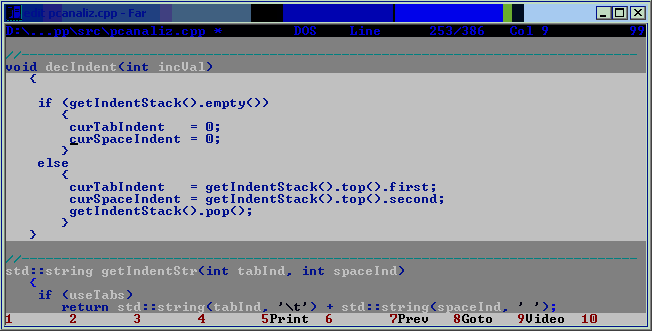 edit pcanaliz.cpp - Far
D:\...pp\src\pcanaliz.cpp * DOS Line 253/386 Col 9 99
//
void decIndent(int incVal)
{
if (getIndentStack().empty())
{
curTabIndent = 0;
curSpaceIndent = 0;
}
else
{
curTabIndent = getIndentStack().top().first;
curSpaceIndent = getIndentStack().top().second;
getIndentStack().pop();
}
}
//
std::string getIndentStr(int tabInd, int spaceInd)
{
if (useTabs)
return std::string(tabInd, '\t') + std::string(spaceInd, ' ');
1 2 3 4 5Print 6 7Prev 8Goto 9Video 10